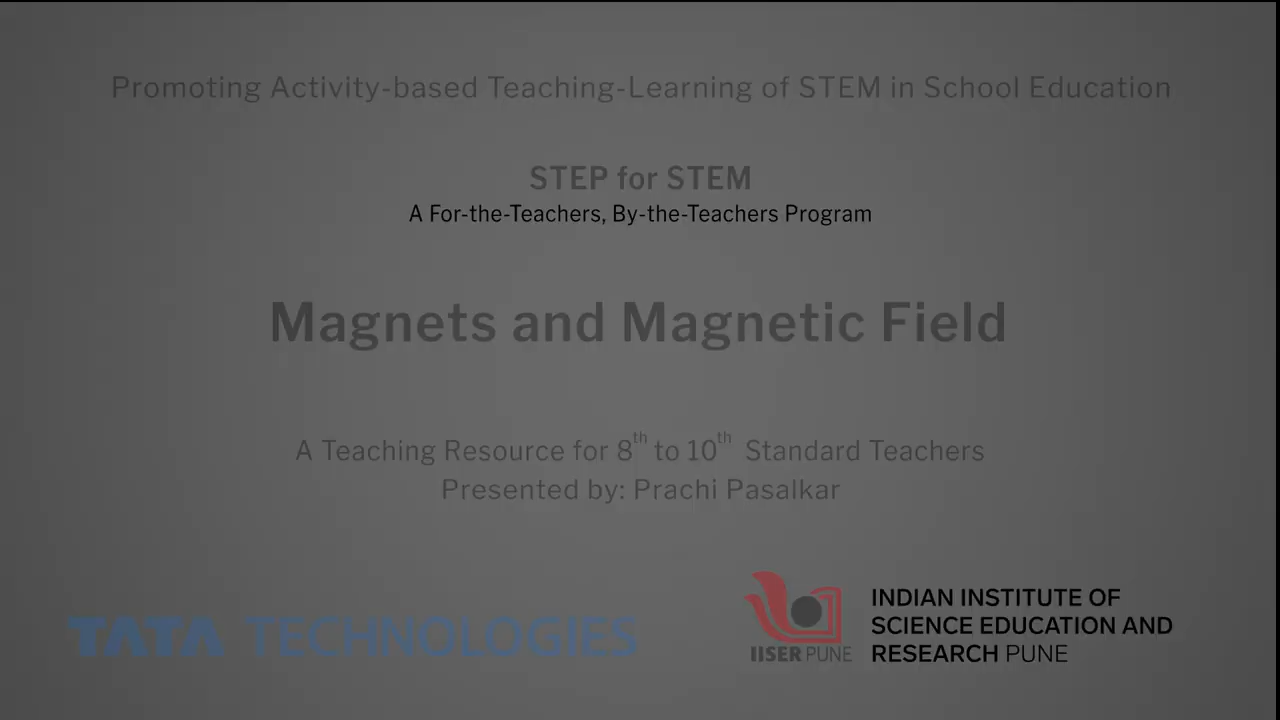 Promoting Activity-based Teaching-Learning of STEM in School Education
STEP for STEM
A For-the-Teachers, By-the-Teachers Program
Magnets and Magnetic Field
A Teaching Resource for 8th to 10th Standard Teachers
Presented by: Prachi Pasalkar
TATA TECHNOLOGIES
IISER PUNE
INDIAN INSTITUTE OF
SCIENCE EDUCATION AND
RESEARCH PUNE